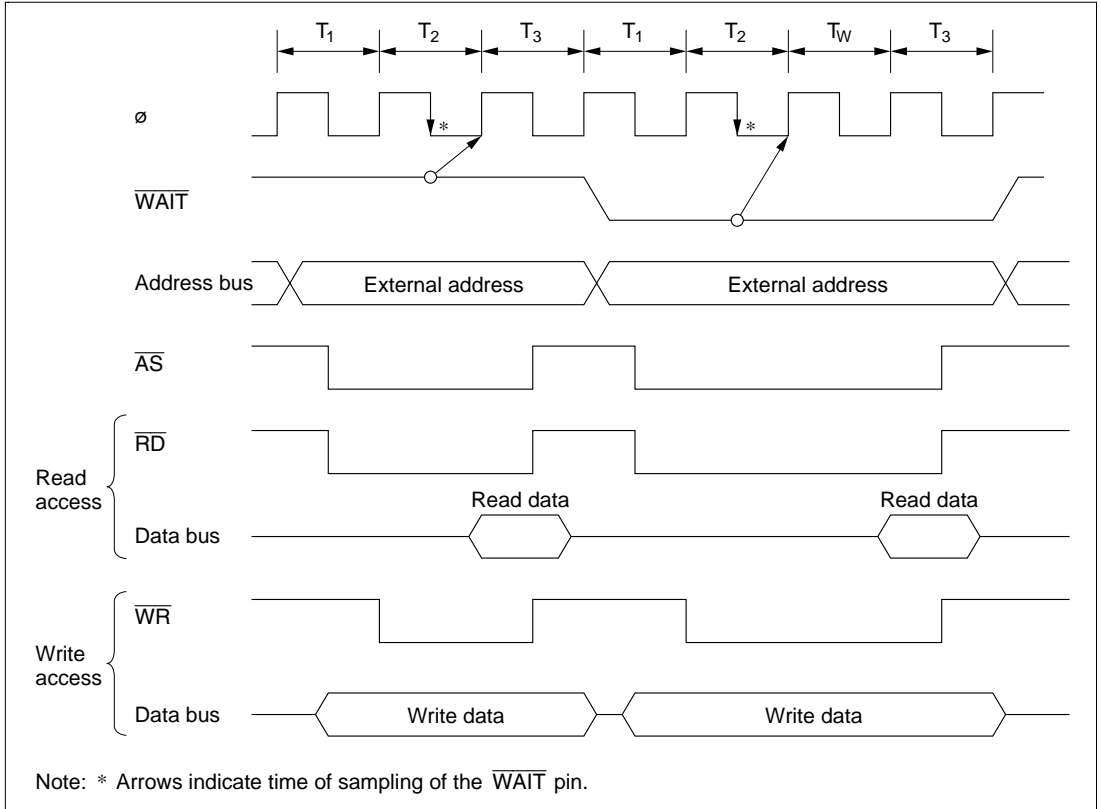 T1 T2 T3 T1 T2 TW T3
ø
* *
WAIT
Address bus External address External address
AS
RD
Read access
Read data Read data
Data bus
WR
Write access
Data bus Write data Write data
Note: * Arrows indicate time of sampling of the WAIT pin.